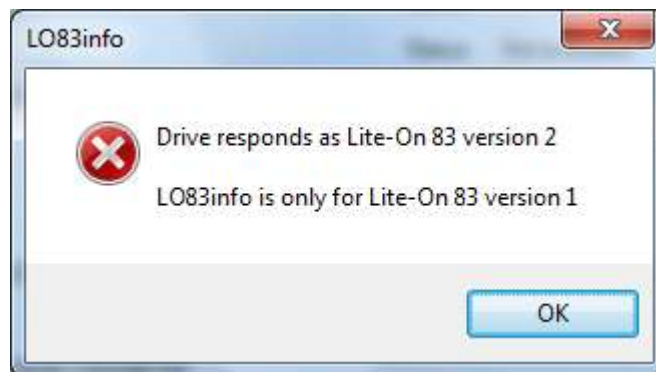 LO83info
Drive responds as Lite-On 83 version 2
LO83info is only for Lite-On 83 version 1
OK